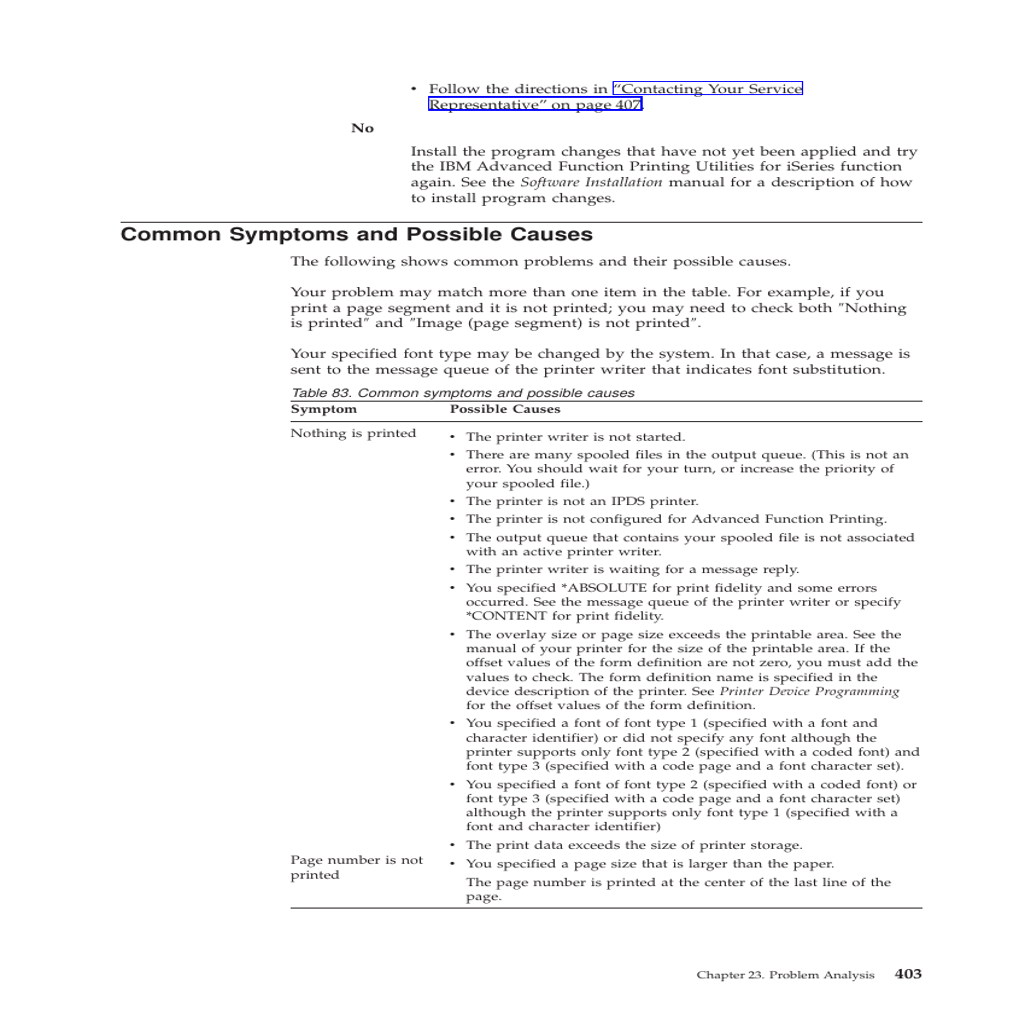 • Follow the directions in “Contacting Your Service
Representative” on page 407.
No
Install the program changes that have not yet been applied and try
the IBM Advanced Function Printing Utilities for iSeries function
again. See the Software Installation manual for a description of how
to install program changes.
Common Symptoms and Possible Causes
The following shows common problems and their possible causes.
Your problem may match more than one item in the table. For example, if you
print a page segment and it is not printed; you may need to check both ″Nothing
is printed″ and ″Image (page segment) is not printed″.
Your specified font type may be changed by the system. In that case, a message is
sent to the message queue of the printer writer that indicates font substitution.
Table 83. Common symptoms and possible causes
Symptom Possible Causes
Nothing is printed • The printer writer is not started.
• There are many spooled files in the output queue. (This is not an
error. You should wait for your turn, or increase the priority of
your spooled file.)
• The printer is not an IPDS printer.
• The printer is not configured for Advanced Function Printing.
• The output queue that contains your spooled file is not associated
with an active printer writer.
• The printer writer is waiting for a message reply.
• You specified *ABSOLUTE for print fidelity and some errors
occurred. See the message queue of the printer writer or specify
*CONTENT for print fidelity.
• The overlay size or page size exceeds the printable area. See the
manual of your printer for the size of the printable area. If the
offset values of the form definition are not zero, you must add the
values to check. The form definition name is specified in the
device description of the printer. See Printer Device Programming
for the offset values of the form definition.
• You specified a font of font type 1 (specified with a font and
character identifier) or did not specify any font although the
printer supports only font type 2 (specified with a coded font) and
font type 3 (specified with a code page and a font character set).
• You specified a font of font type 2 (specified with a coded font) or
font type 3 (specified with a code page and a font character set)
although the printer supports only font type 1 (specified with a
font and character identifier)
• The print data exceeds the size of printer storage.
Page number is not
printed
• You specified a page size that is larger than the paper.
The page number is printed at the center of the last line of the
page.
Chapter 23. Problem Analysis 403